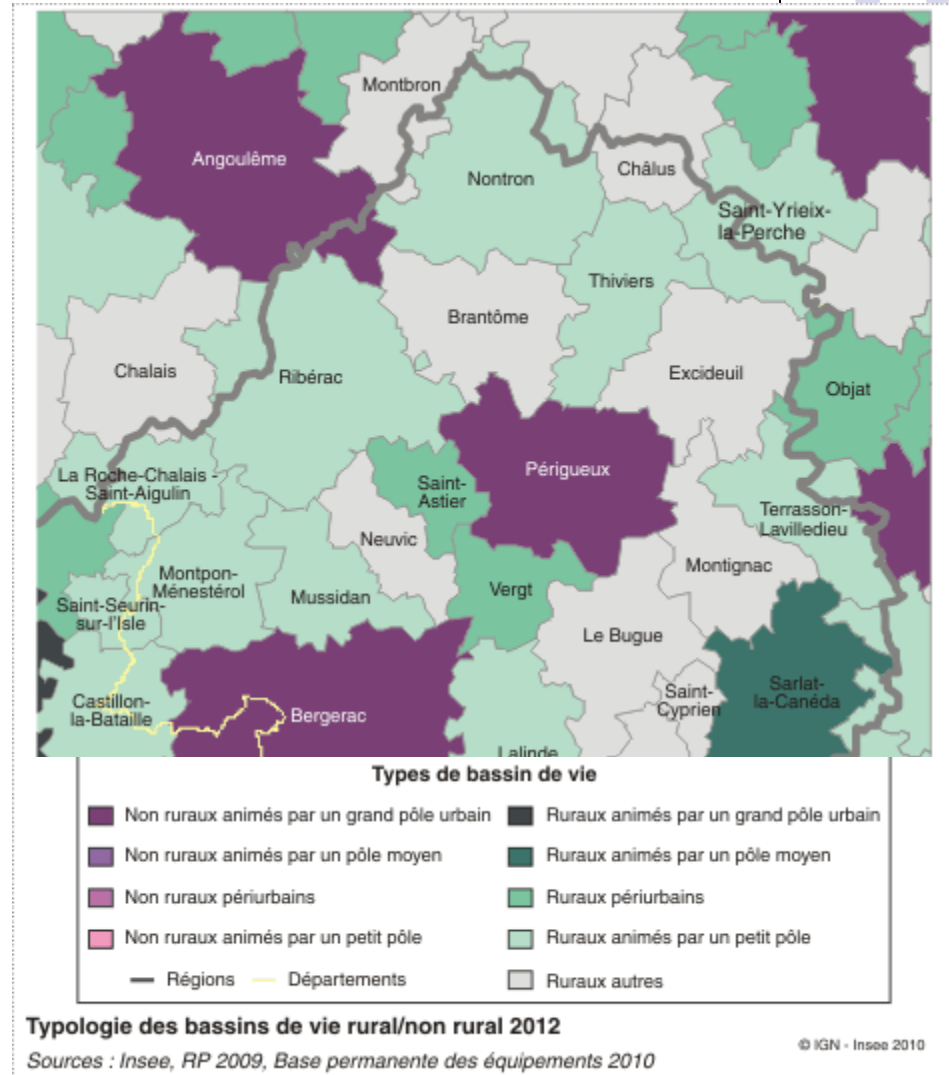 Montbron
Angoulême
Nontron
Châlus
Saint-Yrieix-
la-Perche
Thiviers
Brantôme
Chalais
Ribérac
Excideuil
Objat
Périgueux
La Roche-Chalais -
Saint-Aigulin
Saint-
Astier
Terrasson-
Lavilledieu
Neuvic
Montignac
Montpon-
Ménestérol
Mussidan
Vergt
Saint-Seurin-
sur-l'Isle
Le Bugue
Saint-
Cyprien
Sarlat-
la-Canéda
Castillon-
la-Bataille
Bergerac
Lalinde
Types de bassin de vie
Non ruraux animés par un grand pôle urbain
Non ruraux animés par un pôle moyen
Non ruraux périurbains
Non ruraux animés par un petit pôle
Régions
Départements
Ruraux animés par un grand pôle urbain
Ruraux animés par un pôle moyen
Ruraux périurbains
Ruraux animés par un petit pôle
Ruraux autres
Typologie des bassins de vie rural/non rural 2012
Sources : Insee, RP 2009, Base permanente des équipements 2010
© IGN - Insee 2010